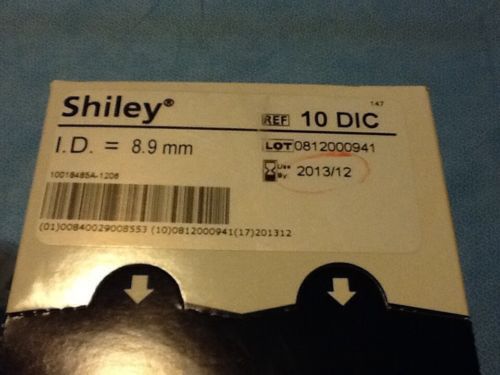 147
Shiley®
REF 10 DIC
I.D. = 8.9 mm
LOT 0812000941
Use By: 2013/12
10018485A-1206
(01)00840029008553 (10)0812000941(17)201312